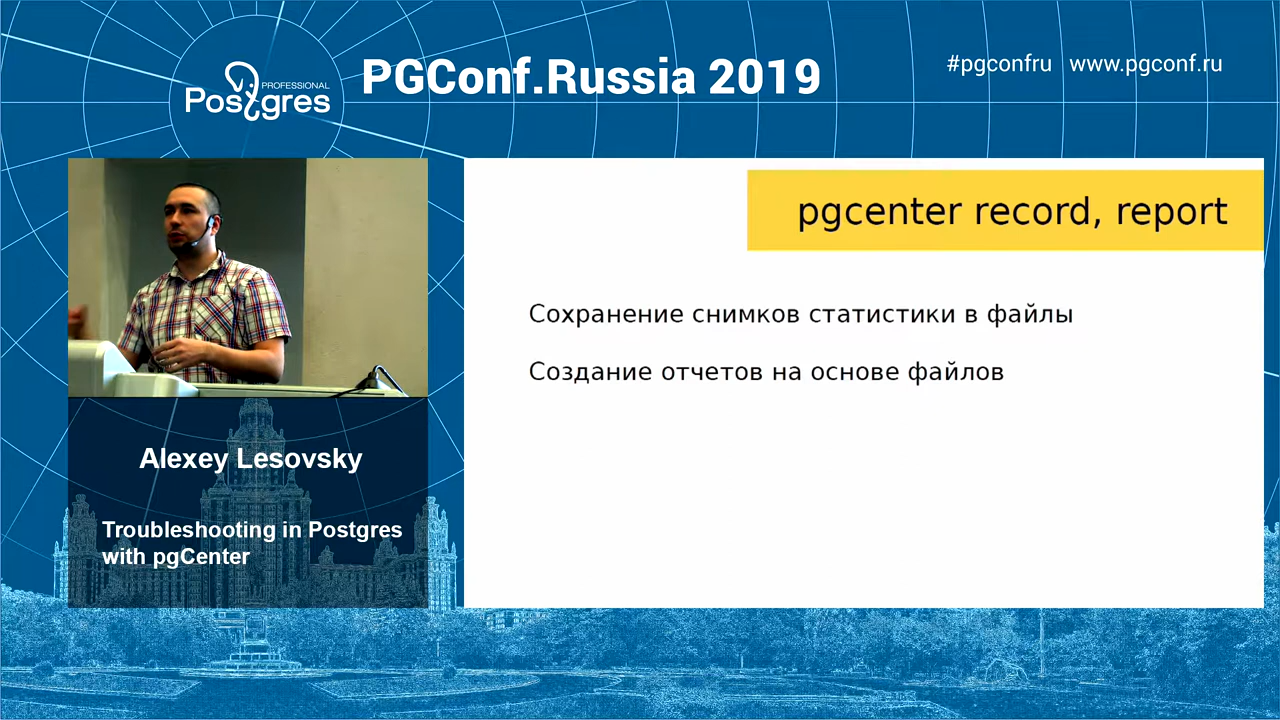 PROFESSIONAL
Postgres
PGConf.Russia 2019
#pgconfru www.pgconf.ru
pgcenter record, report
Сохранение снимков статистики в файлы
Создание отчетов на основе файлов
Alexey Lesovsky
Troubleshooting in Postgres
with pgCenter